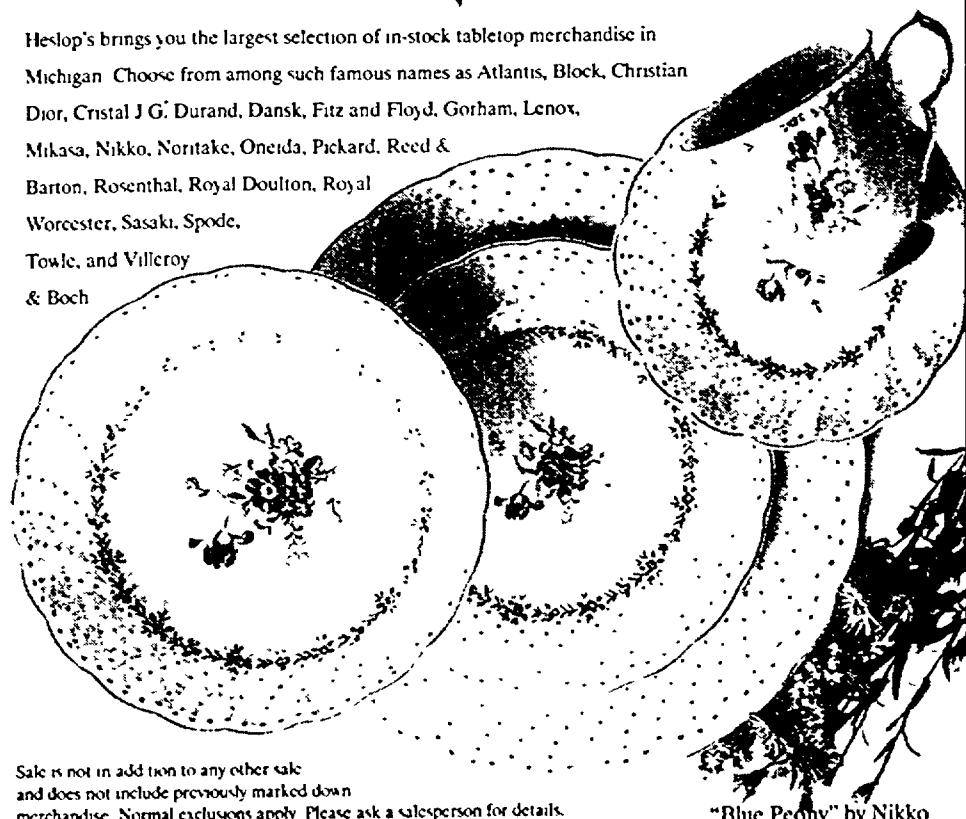 Heslop's brings you the largest selection of in-stock tabletop merchandise in
Michigan Choose from among such famous names as Atlantis, Block, Christian
Dior, Cristal J G. Durand, Dansk, Fitz and Floyd, Gorham, Lenox,
Mikasa, Nikko, Noritake, Oneida, Pickard, Reed &
Barton, Rosenthal, Royal Doulton, Royal
Worcester, Sasaki, Spode,
Towle, and Villeroy
& Boch
Sale is not in addition to any other sale
and does not include previously marked down
merchandise Normal exclusions apply Please ask a salesperson for details.
"Blue Peony" by Nikko